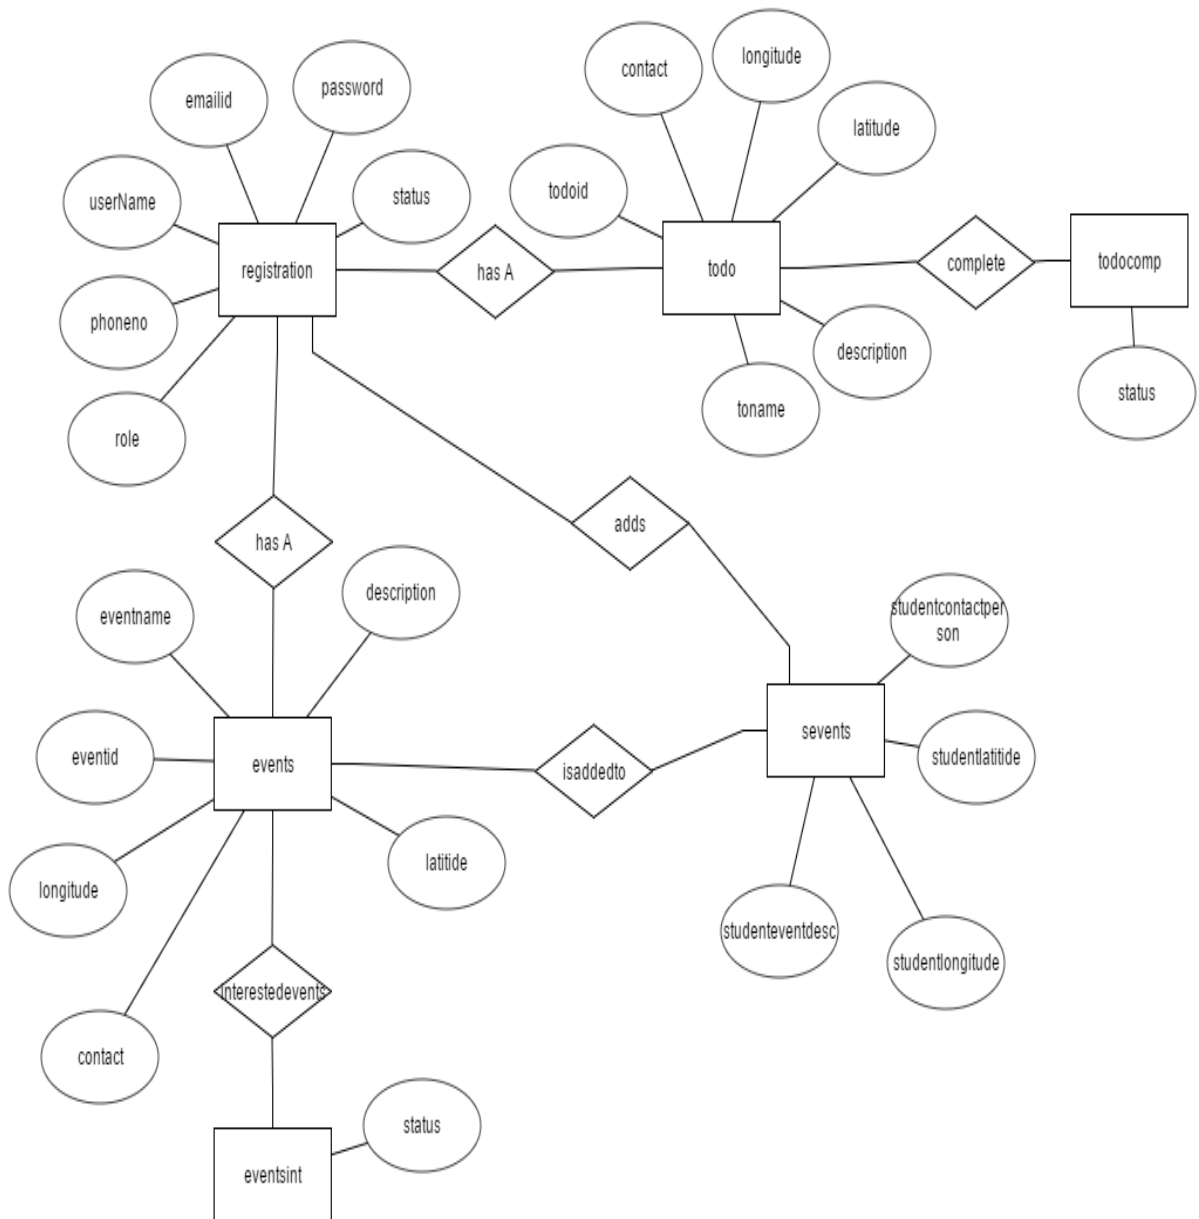 contact
longitude
emailid
password
latitude
todoid
userName
status
registration
has A
todo
complete
todocomp
phoneno
description
toname
status
role
adds
has A
description
eventname
studentcontactper
son
sevents
studentlatitide
eventid
events
isaddedto
longitude
latitide
studenteventdesc
studentlongitude
Interestedevents
contact
status
eventsint